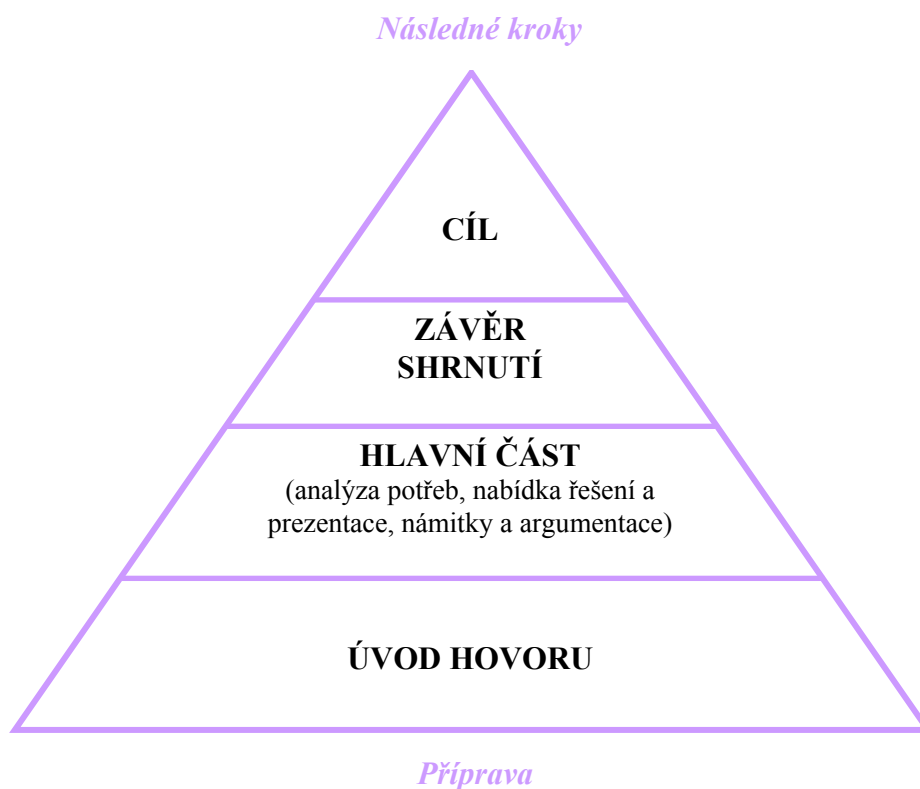 Následné kroky
CÍL
ZÁVĚR
SHRNUTÍ
HLAVNÍ ČÁST
(analýza potřeb, nabídka řešení a
prezentace, námitky a argumentace)
ÚVOD HOVORU
Příprava